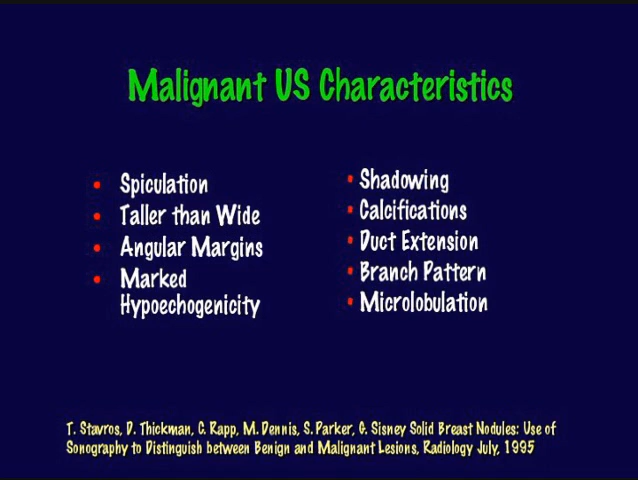 Malignant US Characteristics
• Spiculation
• Taller than Wide
• Angular Margins
• Marked
Hypoechogenicity
• Shadowing
• Calcifications
• Duct Extension
• Branch Pattern
• Microlobulation
T. Stavros, D. Thickman, C. Rapp, M. Dennis, S. Parker, G. Sisney Solid Breast Nodules: Use of
Sonography to Distinguish between Benign and Malignant Lesions, Radiology July, 1995